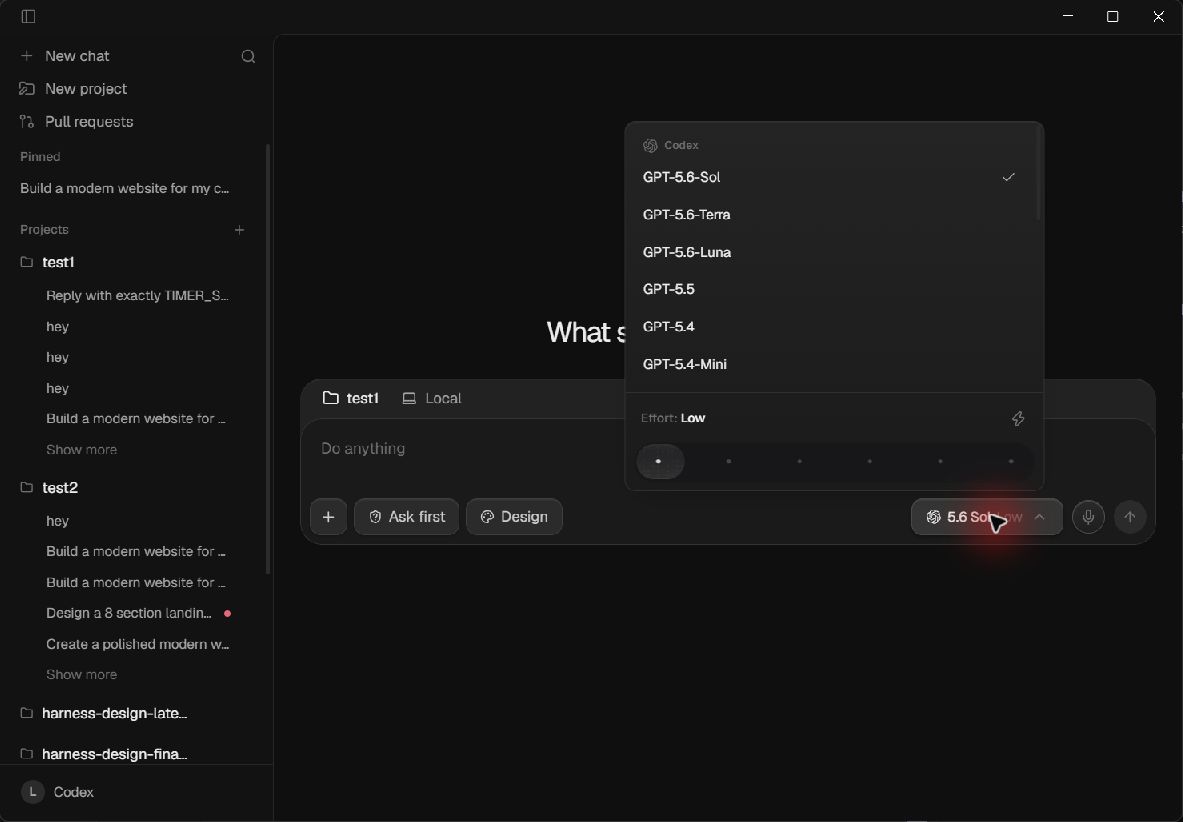 New chat
New project
Pull requests
Pinned
Build a modern website for my c...
Projects
test1
Reply with exactly TIMER_S...
hey
hey
hey
Build a modern website for ...
Show more
test2
hey
Build a modern website for ...
Build a modern website for ...
Design a 8 section landin...
Create a polished modern w...
Show more
harness-design-late...
harness-design-fina...
L Codex
What
Codex
GPT-5.6-Sol
GPT-5.6-Terra
GPT-5.6-Luna
GPT-5.5
GPT-5.4
GPT-5.4-Mini
Effort: Low
test1 Local
Do anything
Ask first Design
5.6 Sol Low